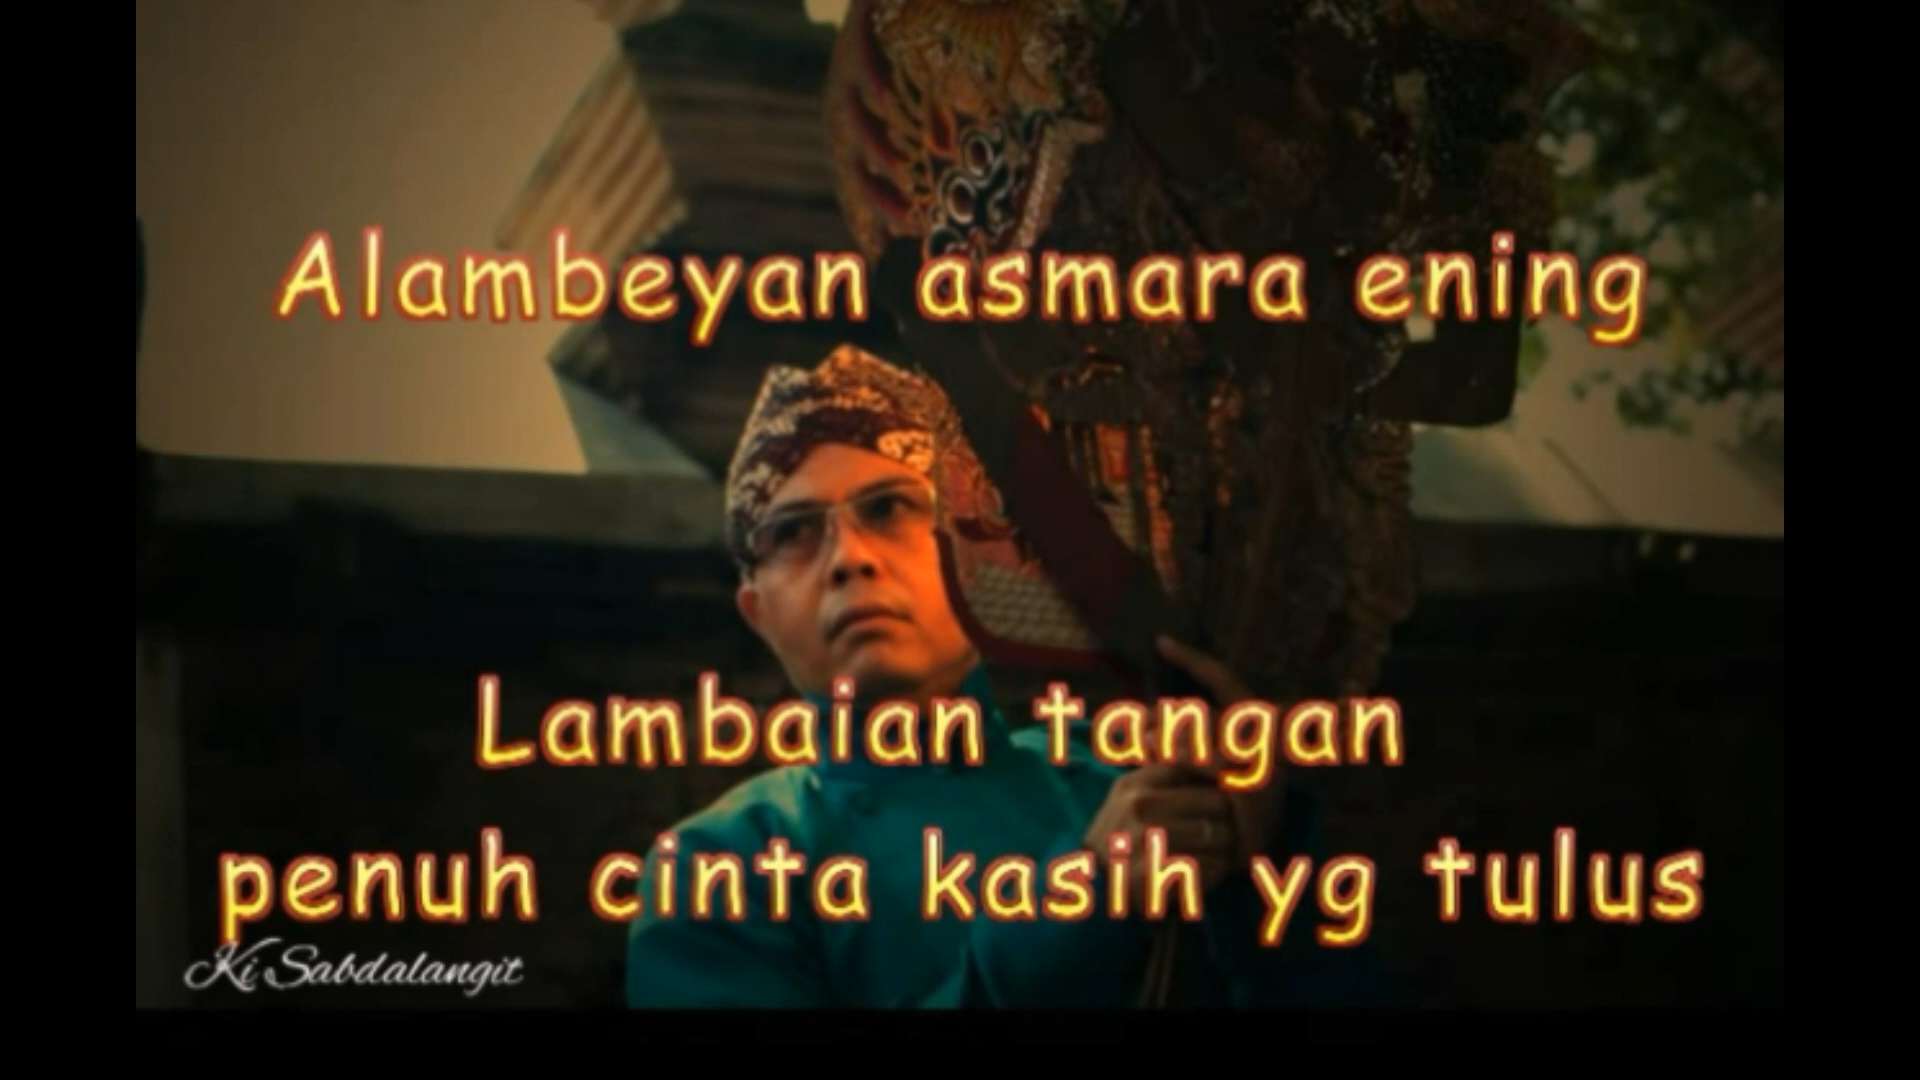 Alambeyan asmara ening
Lambaian tangan
penuh cinta kasih yg tulus
Ki Sabdalangit